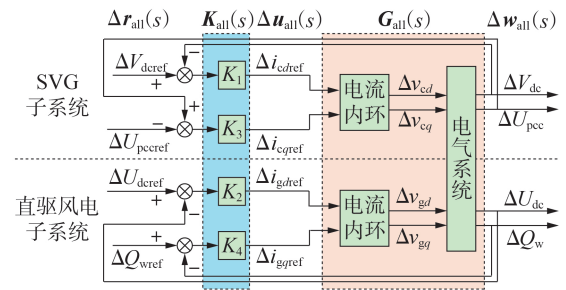 Δr_all(s) K_all(s) Δu_all(s) G_all(s) Δw_all(s)
SVG
子系统
ΔV_dcref
−
+
K_1
Δi_cdref
+
−
ΔU_pccref
K_3
Δi_cqref
电流
内环
Δv_cd
Δv_cq
电气系统
ΔV_dc
ΔU_pcc
直驱风电
子系统
ΔU_dcref
+
−
K_2
Δi_gdref
+
ΔQ_wref
−
K_4
Δi_gqref
电流
内环
Δv_gd
Δv_gq
ΔU_dc
ΔQ_w